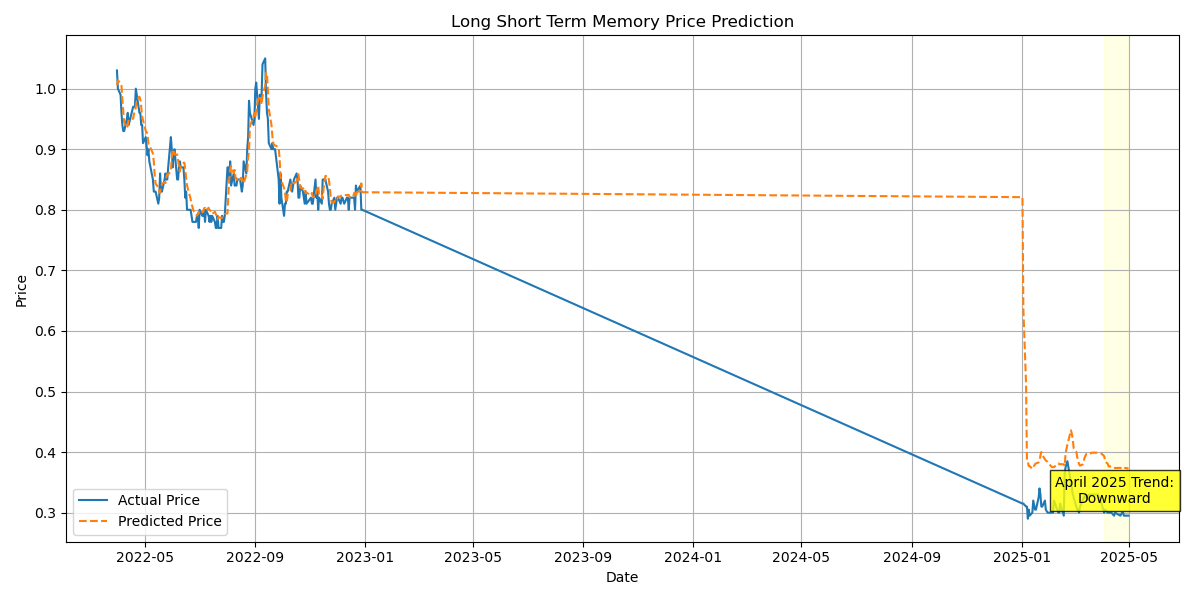 Long Short Term Memory Price Prediction
Price
1.0
0.9
0.8
0.7
0.6
0.5
0.4
0.3
April 2025 Trend:
Downward
Actual Price
Predicted Price
2022-05 2022-09 2023-01 2023-05 2023-09 2024-01 2024-05 2024-09 2025-01 2025-05
Date